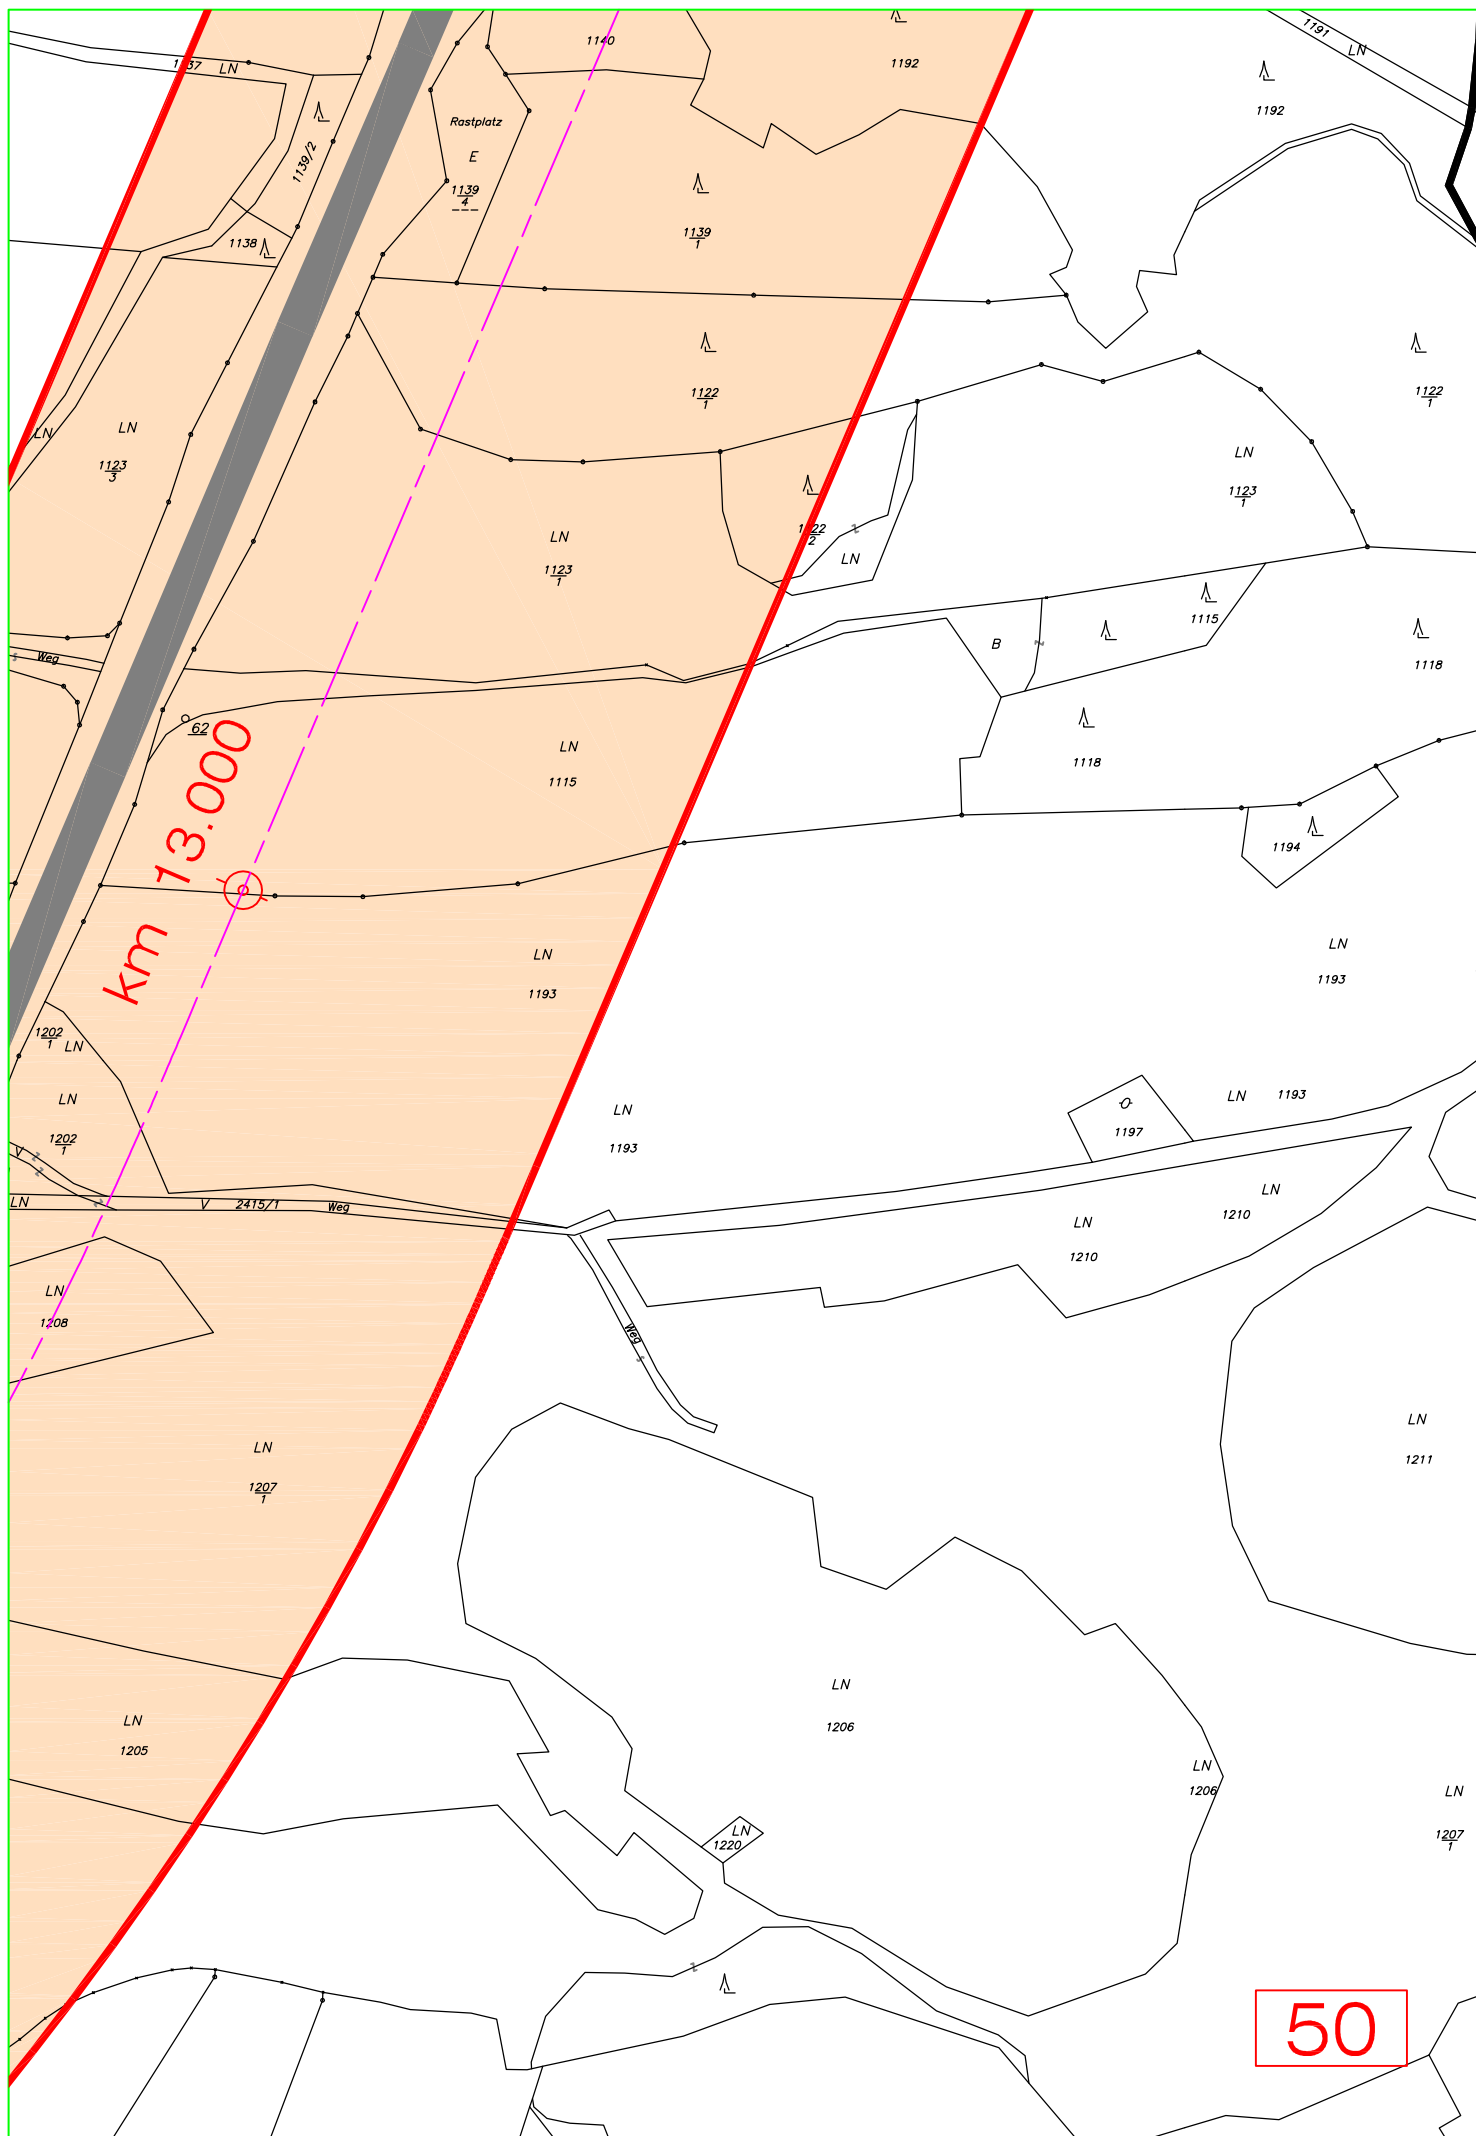 1140
1191
LN
1137
LN
1192
1192
Rastplatz
1139/2
E
1139
4
1139
1
1138
1122
1
1122
1
LN
LN
1123
3
LN
1123
1
1122
2
LN
LN
1123
1
1115
Weg
B
1118
62
LN
1115
1118
km 13.000
1194
LN
1193
LN
1193
1202
1
LN
LN
1202
1
LN
1193
LN
1193
1197
V
LN
V
2415/1
Weg
LN
1210
LN
1210
LN
1208
Weg
LN
1207
1
LN
1211
LN
1205
LN
1206
LN
1206
LN
1207
1
LN
1220
50